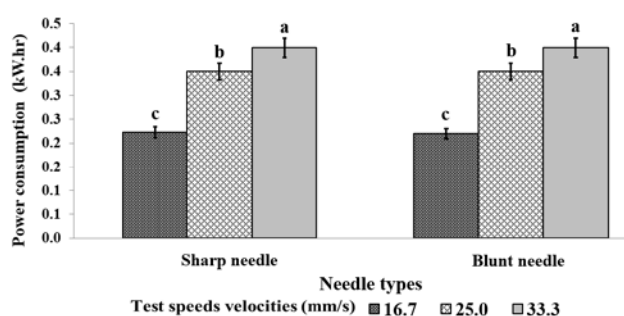 Power consumption (kW.hr)
0.5
0.4
0.4
0.3
0.3
0.2
0.2
0.1
0.1
0.0
c b a
c b a
Sharp needle Blunt needle
Needle types
Test speeds velocities (mm/s) 16.7 25.0 33.3